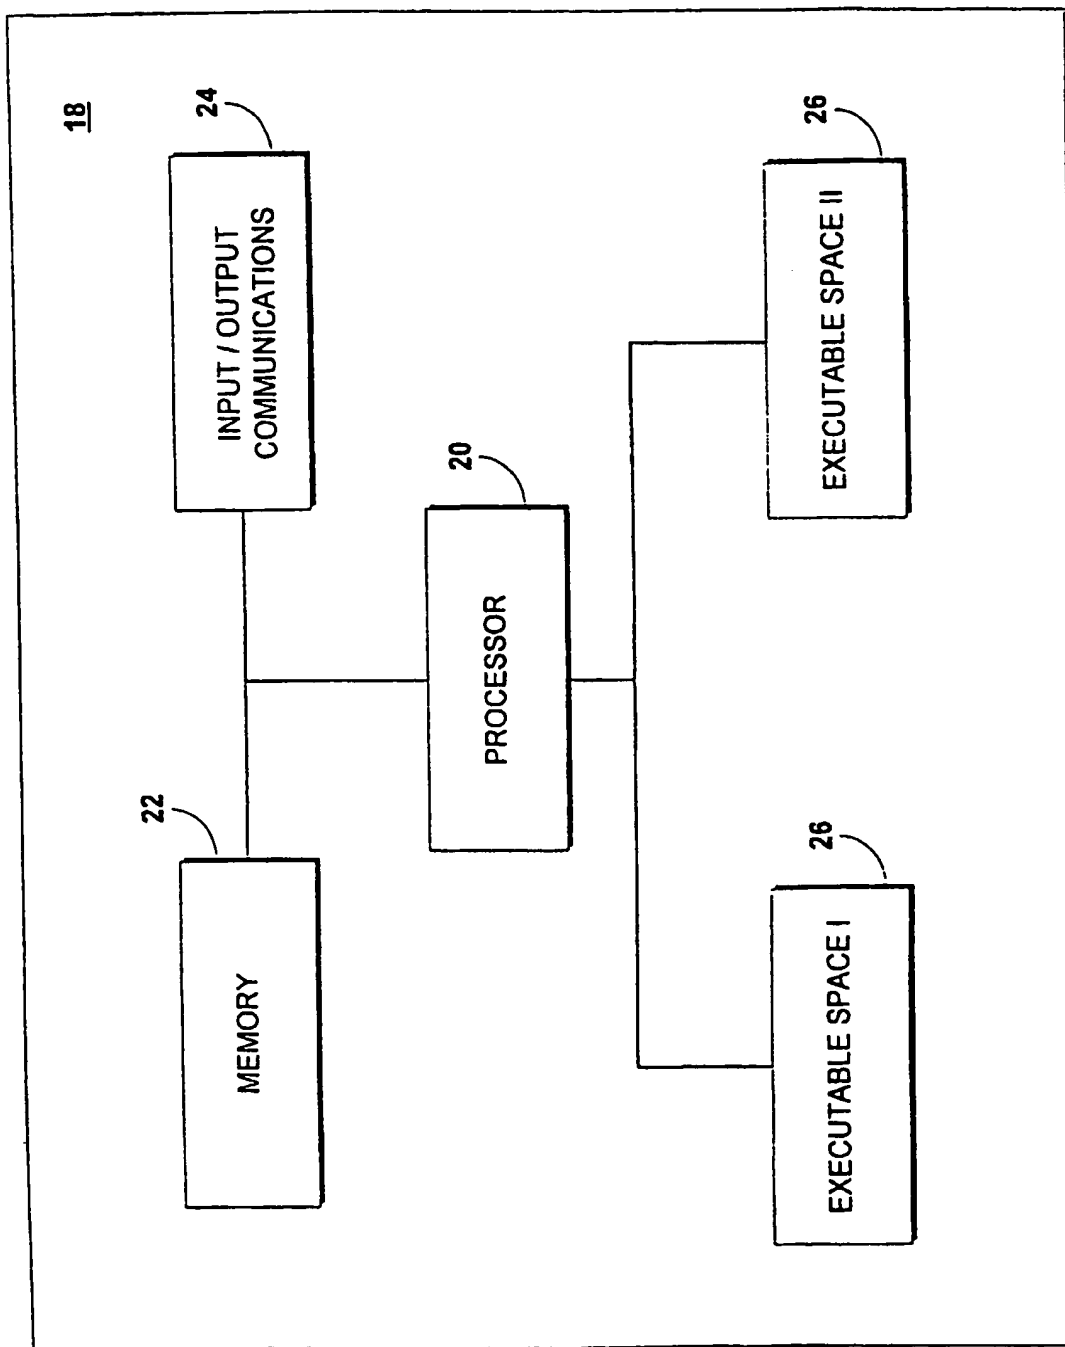 18
22
MEMORY
24
INPUT / OUTPUT
COMMUNICATIONS
20
PROCESSOR
26
EXECUTABLE SPACE I
26
EXECUTABLE SPACE II